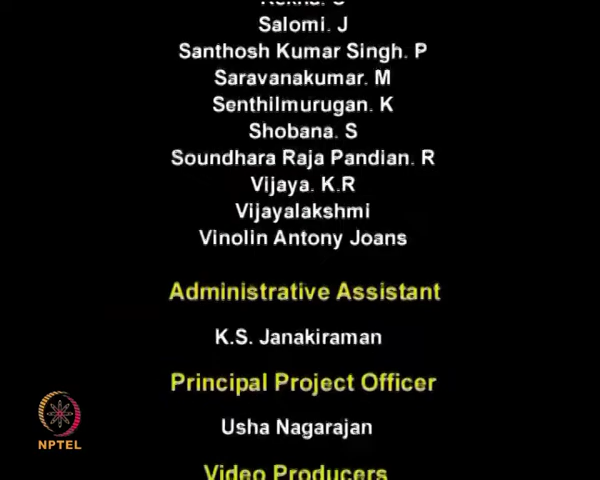 Salomi. J
Santhosh Kumar Singh. P
Saravanakumar. M
Senthilmurugan. K
Shobana. S
Soundhara Raja Pandian. R
Vijaya. K.R
Vijayalakshmi
Vinolin Antony Joans
Administrative Assistant
K.S. Janakiraman
Principal Project Officer
Usha Nagarajan
NPTEL
Video Producers